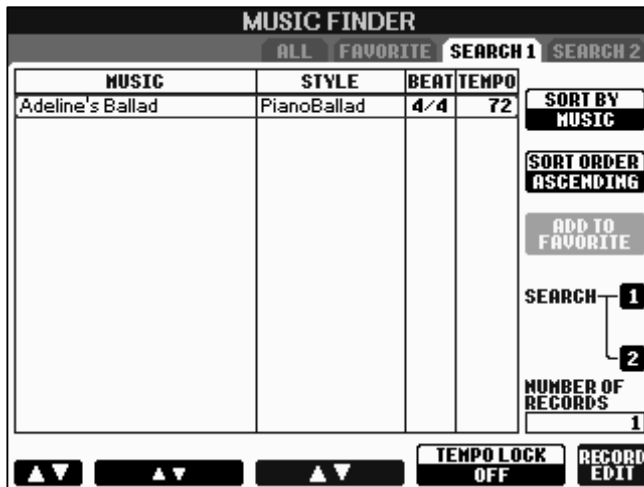 MUSIC FINDER
ALL FAVORITE SEARCH 1 SEARCH 2
MUSIC STYLE BEAT TEMPO
Adeline's Ballad PianoBallad 4/4 72
SORT BY
MUSIC
SORT ORDER
ASCENDING
ADD TO
FAVORITE
SEARCH 1
2
NUMBER OF
RECORDS
1
TEMPO LOCK
OFF
RECORD
EDIT